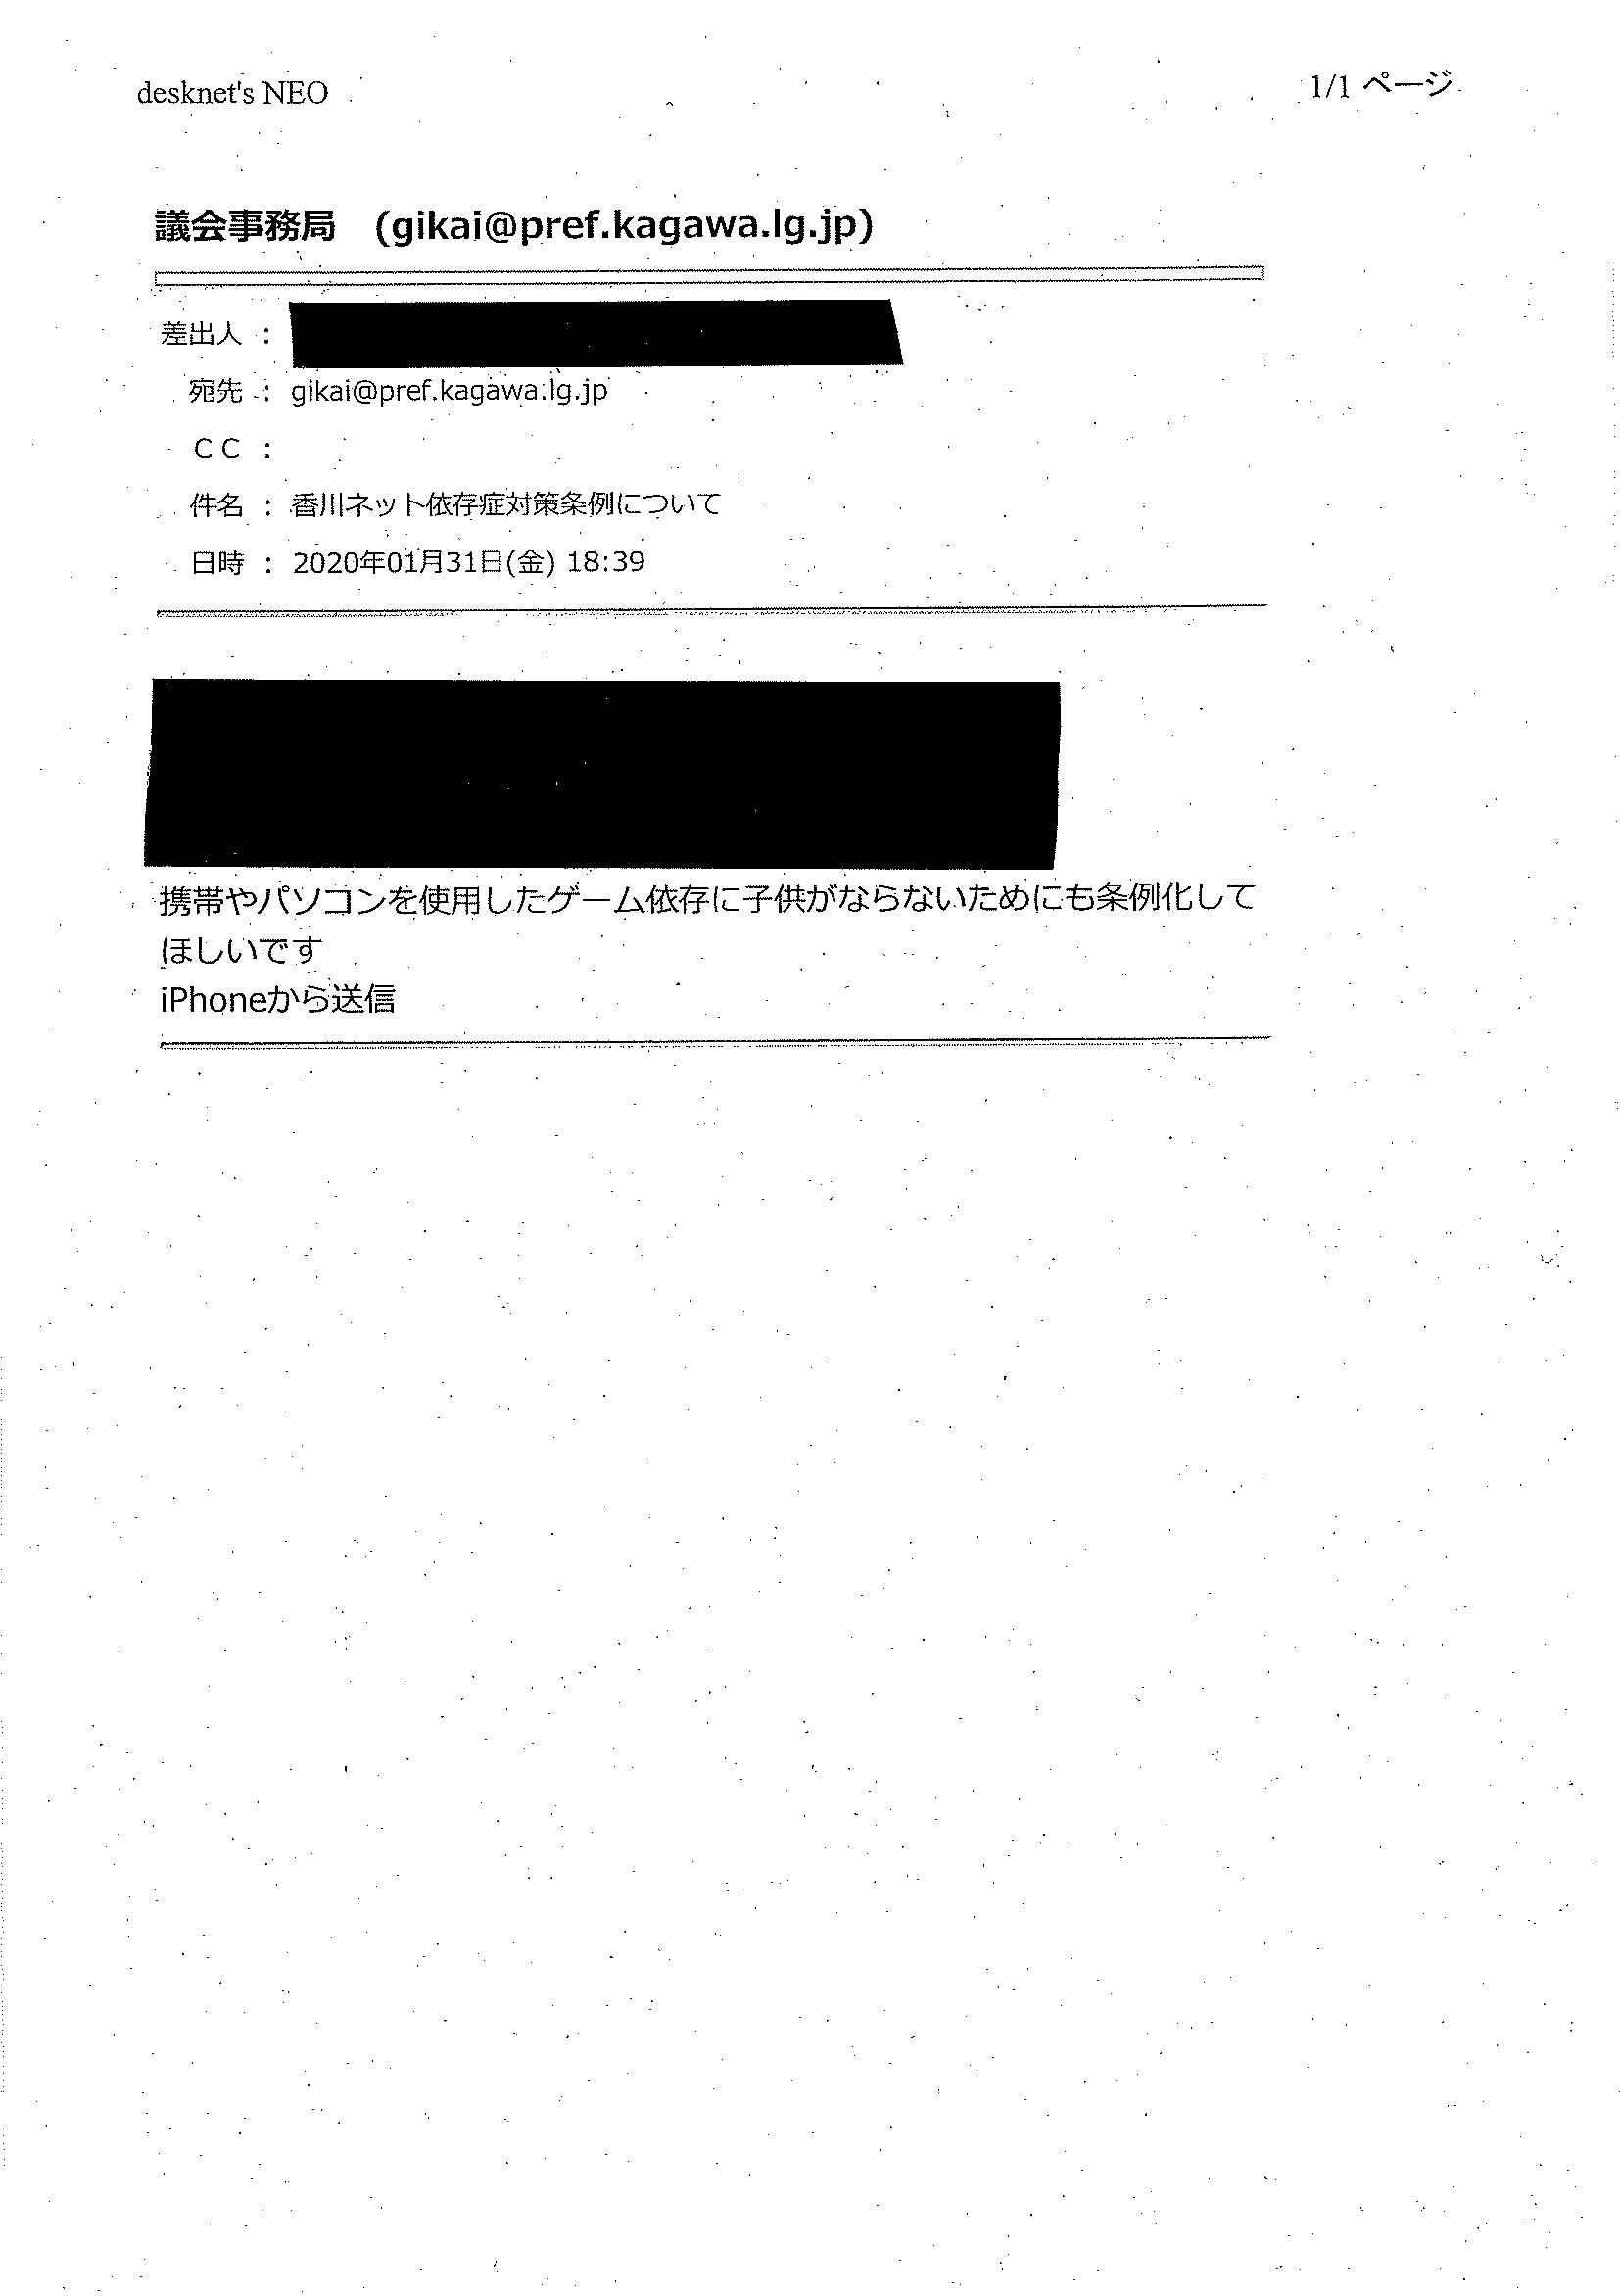 desknet's NEO
1/1 ページ
議会事務局 (gikai@pref.kagawa.lg.jp)
差出人 :
宛先 : gikai@pref.kagawa.lg.jp
ＣＣ :
件名 : 香川ネット依存症対策条例について
日時 : 2020年01月31日(金) 18:39
携帯やパソコンを使用したゲーム依存に子供がならないためにも条例化して
ほしいです
iPhoneから送信